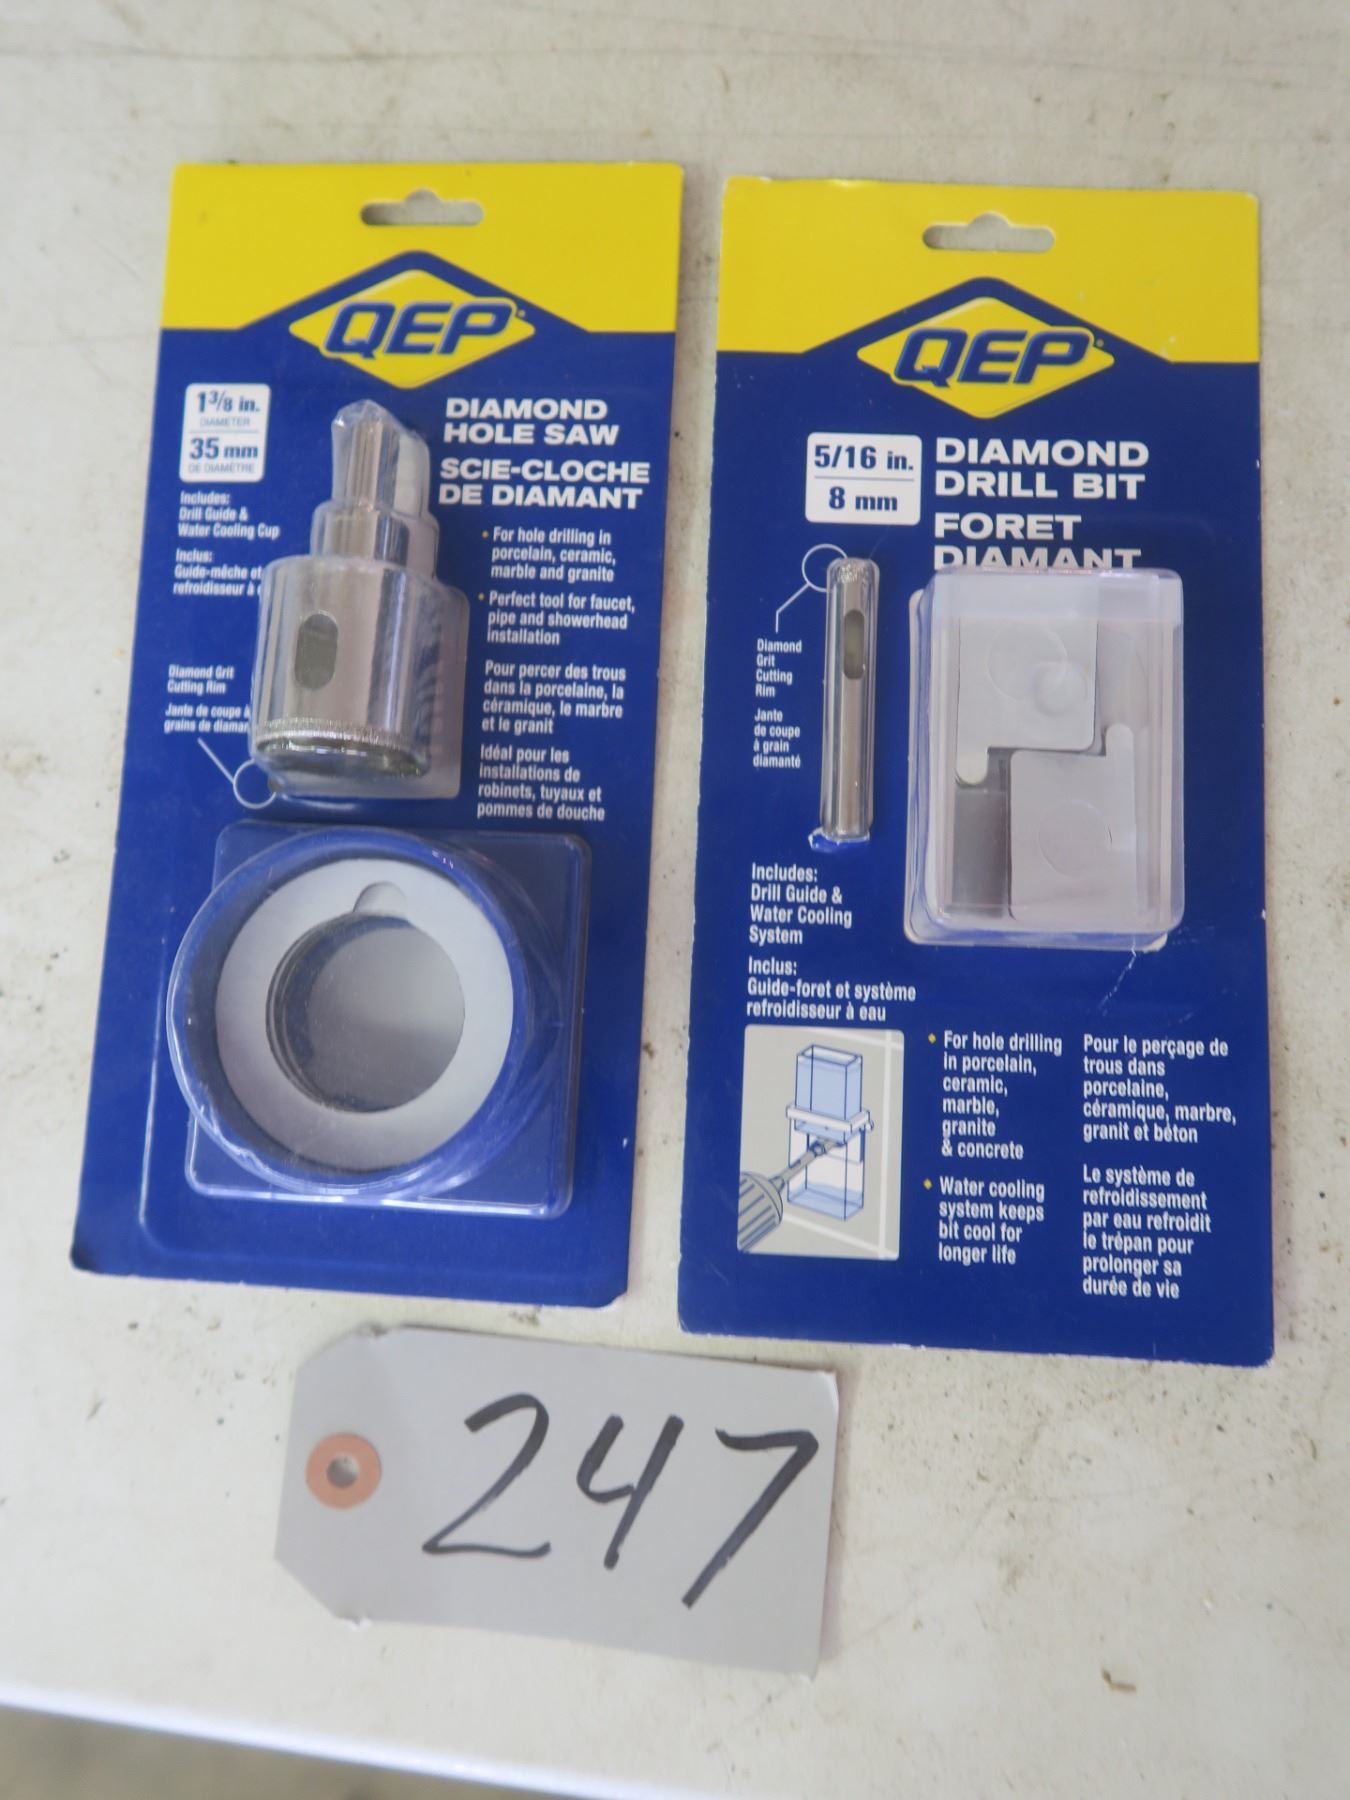 QEP
1 3/8 in.
DIAMETER
35 mm
DE DIAMÈTRE
DIAMOND
HOLE SAW
SCIE-CLOCHE
DE DIAMANT
Includes:
Drill Guide &
Water Cooling Cup
Inclus:
Guide-mèche et
refroidisseur à
• For hole drilling in
porcelain, ceramic,
marble and granite
• Perfect tool for faucet,
pipe and showerhead
installation
Pour percer des trous
dans la porcelaine, la
céramique, le marbre
et le granit
Idéal pour les
installations de
robinets, tuyaux et
pommes de douche
Diamond Grit
Cutting Rim
Jante de coupe à
grains de diaman
QEP
5/16 in.
8 mm
DIAMOND
DRILL BIT
FORET
DIAMANT
Diamond
Grit
Cutting
Rim
Jante
de coupe
à grain
diamanté
Includes:
Drill Guide &
Water Cooling
System
Inclus:
Guide-foret et système
refroidisseur à eau
• For hole drilling
in porcelain,
ceramic,
marble,
granite
& concrete
• Water cooling
system keeps
bit cool for
longer life
Pour le perçage de
trous dans
porcelaine,
céramique, marbre,
granit et béton
Le système de
refroidissement
par eau refroidit
le trépan pour
prolonger sa
durée de vie
247